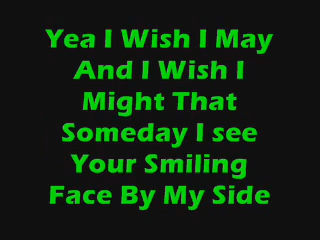 Yea I Wish I May
And I Wish I
Might That
Someday I see
Your Smiling
Face By My Side